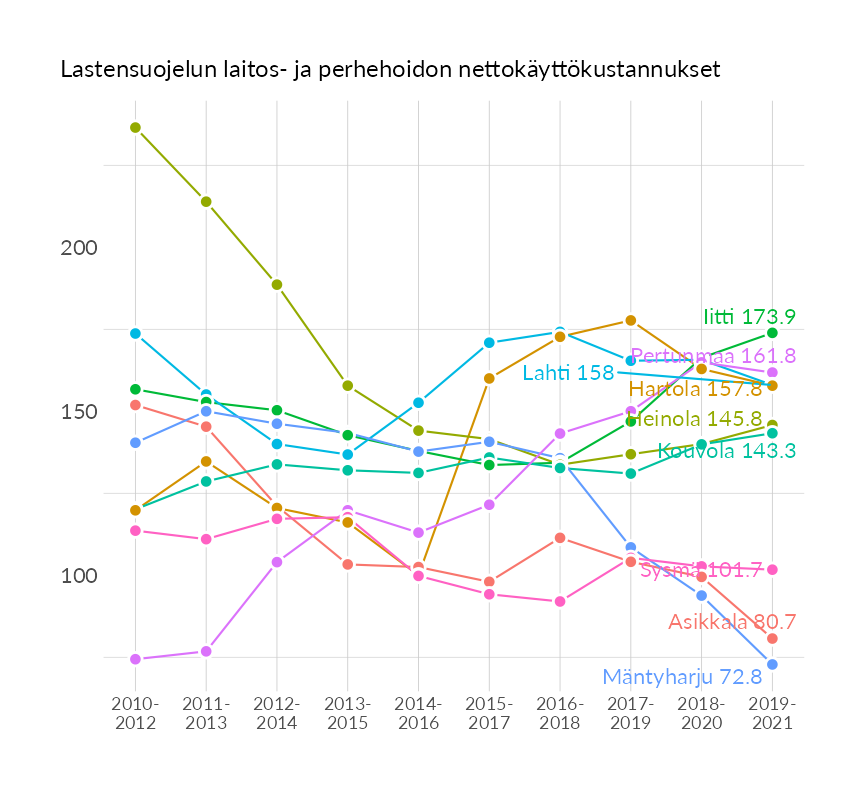 Lastensuojelun laitos- ja perhehoidon nettokäyttökustannukset
200
150
100
Iitti 173.9
Pertunmaa 161.8
Lahti 158
Hartola 157.8
Heinola 145.8
Kouvola 143.3
Sysmä 101.7
Asikkala 80.7
Mäntyharju 72.8
2010- 2011- 2012- 2013- 2014- 2015- 2016- 2017- 2018- 2019-
2012 2013 2014 2015 2016 2017 2018 2019 2020 2021